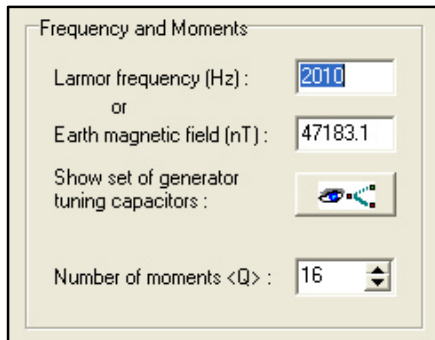 Frequency and Moments
Larmor frequency (Hz) : 2010
or
Earth magnetic field (nT) : 47183.1
Show set of generator
tuning capacitors :
Number of moments <Q> : 16